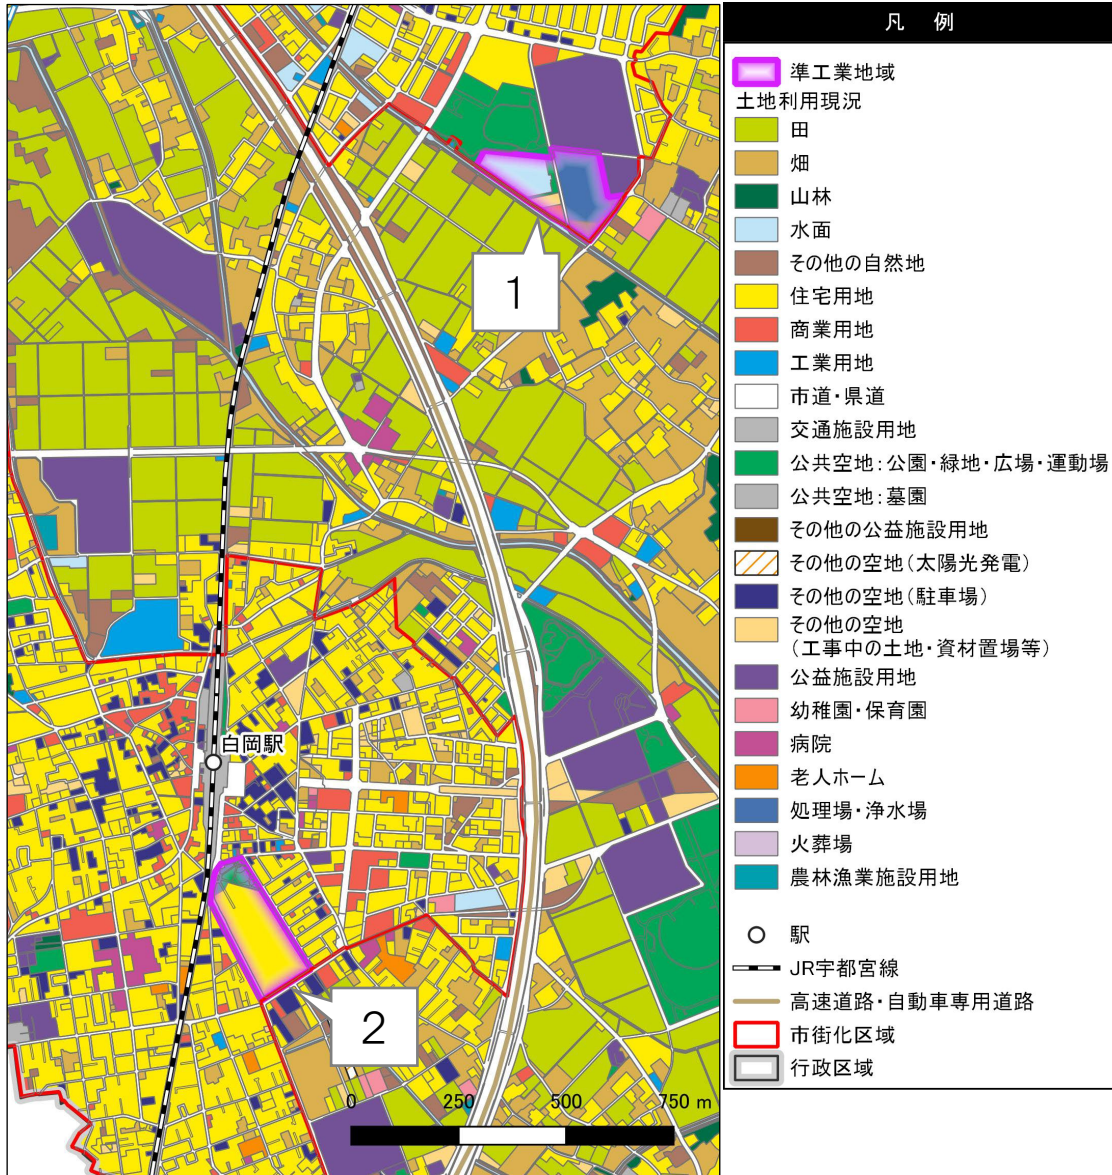 1
白岡駅
2
0 250 500 750 m
凡 例
準工業地域
土地利用現況
田
畑
山林
水面
その他の自然地
住宅用地
商業用地
工業用地
市道・県道
交通施設用地
公共空地:公園・緑地・広場・運動場
公共空地:墓園
その他の公益施設用地
その他の空地(太陽光発電)
その他の空地(駐車場)
その他の空地
(工事中の土地・資材置場等)
公益施設用地
幼稚園・保育園
病院
老人ホーム
処理場・浄水場
火葬場
農林漁業施設用地
駅
JR宇都宮線
高速道路・自動車専用道路
市街化区域
行政区域